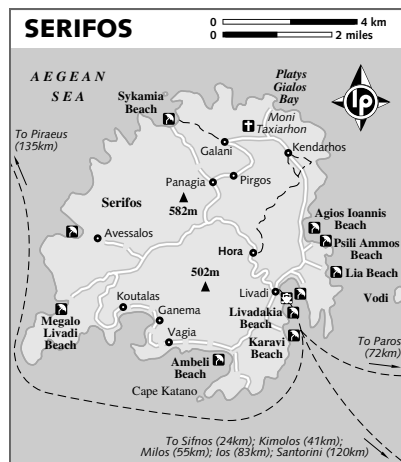 SERIFOS
0 4 km
0 2 miles
AEGEAN
SEA
Platys
Gialos
Bay
lp
Sykamia
Beach
Moni
Taxiarhon
To Piraeus
(135km)
Galani
Kendarhos
Panagia
Pirgos
Serifos
582m
Agios Ioannis
Beach
Avessalos
Psili Ammos
Beach
Hora
Lia Beach
502m
Koutalas
Livadi
Vodi
Ganema
Megalo
Livadi
Beach
Livadakia
Beach
Vagia
Karavi
Beach
To Paros
(72km)
Ambeli
Beach
Cape Katano
To Sifnos (24km); Kimolos (41km);
Milos (55km); Ios (83km); Santorini (120km)